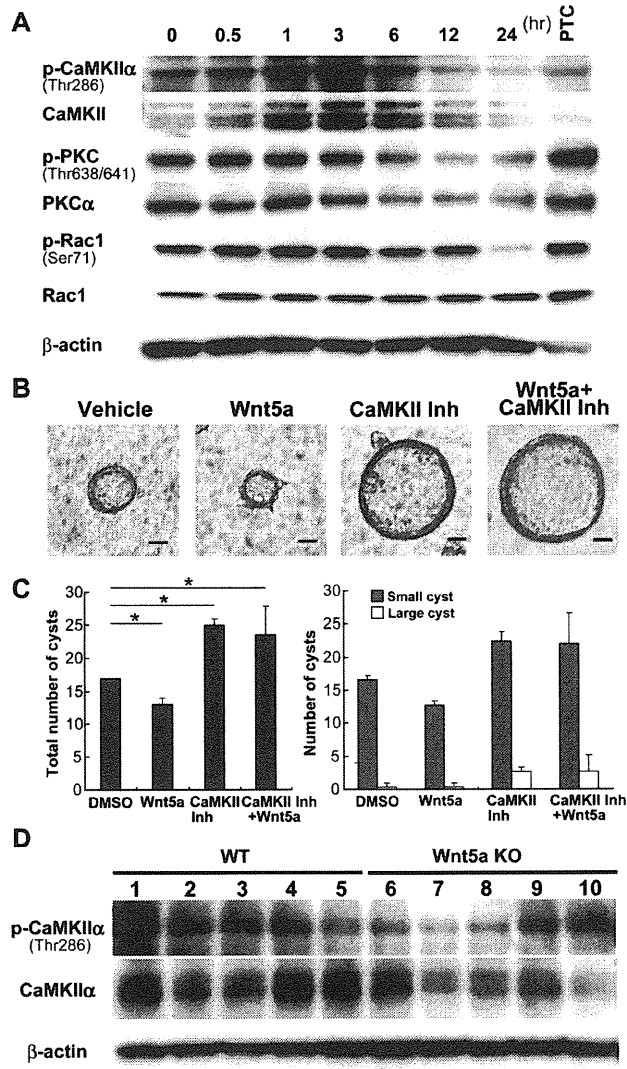 A
0 0.5 1 3 6 12 24 (hr) PTC
p-CaMKIIα
(Thr286)
CaMKII
p-PKC
(Thr638/641)
PKCα
p-Rac1
(Ser71)
Rac1
β-actin
B
Vehicle Wnt5a CaMKII Inh Wnt5a+
CaMKII Inh
C
Total number of cysts
30
25
20
15
10
5
0
* * *
DMSO Wnt5a CaMKII Inh CaMKII Inh +Wnt5a
Number of cysts
30
25
20
15
10
5
0
Small cyst
Large cyst
DMSO Wnt5a CaMKII Inh CaMKII Inh +Wnt5a
D
WT Wnt5a KO
1 2 3 4 5 6 7 8 9 10
p-CaMKIIα
(Thr286)
CaMKIIα
β-actin